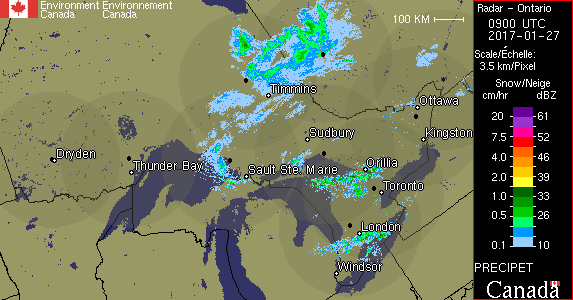 Environment Environnement
Canada Canada
100 KM
Timmins
Ottawa
Sudbury
Kingston
Dryden
Thunder Bay
Sault Ste. Marie
Orillia
Toronto
London
Windsor
Radar - Ontario
0900 UTC
2017-01-27
Scale/Échelle:
3.5 km/Pixel
Snow/Neige
cm/hr dBZ
20 61
9.2 52
7.5 49
4.0 46
2.0 39
1.0 33
0.5 26
0.1 10
PRECIPET
Canada